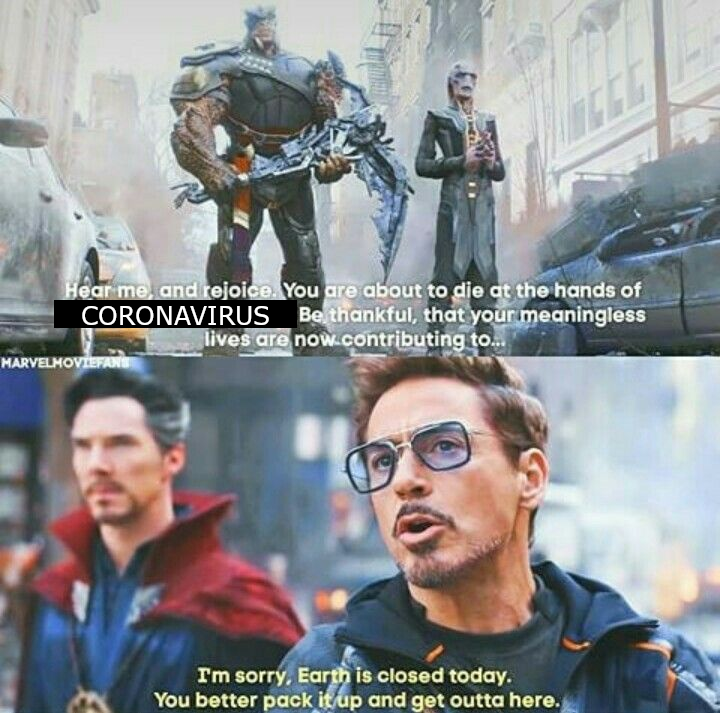 Hear me, and rejoice. You are about to die at the hands of
CORONAVIRUS Be thankful, that your meaningless
lives are now contributing to...
MARVELMOVIEFANS
I'm sorry, Earth is closed today.
You better pack it up and get outta here.